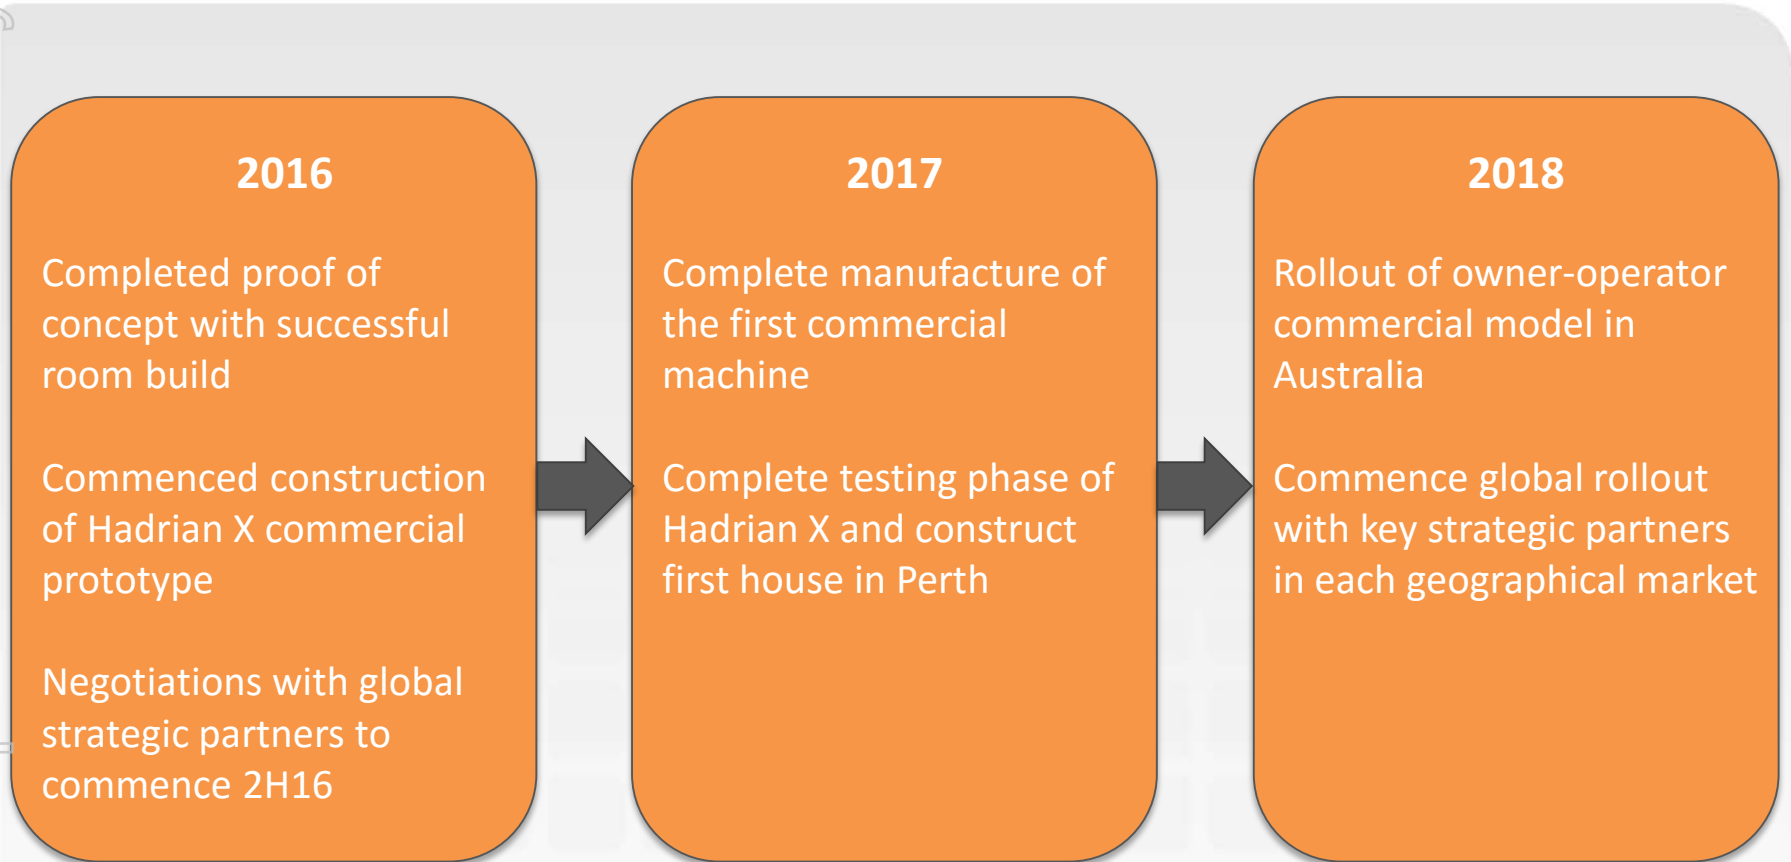 2016
Completed proof of
concept with successful
room build
Commenced construction
of Hadrian X commercial
prototype
Negotiations with global
strategic partners to
commence 2H16
2017
Complete manufacture of
the first commercial
machine
Complete testing phase of
Hadrian X and construct
first house in Perth
2018
Rollout of owner-operator
commercial model in
Australia
Commence global rollout
with key strategic partners
in each geographical market